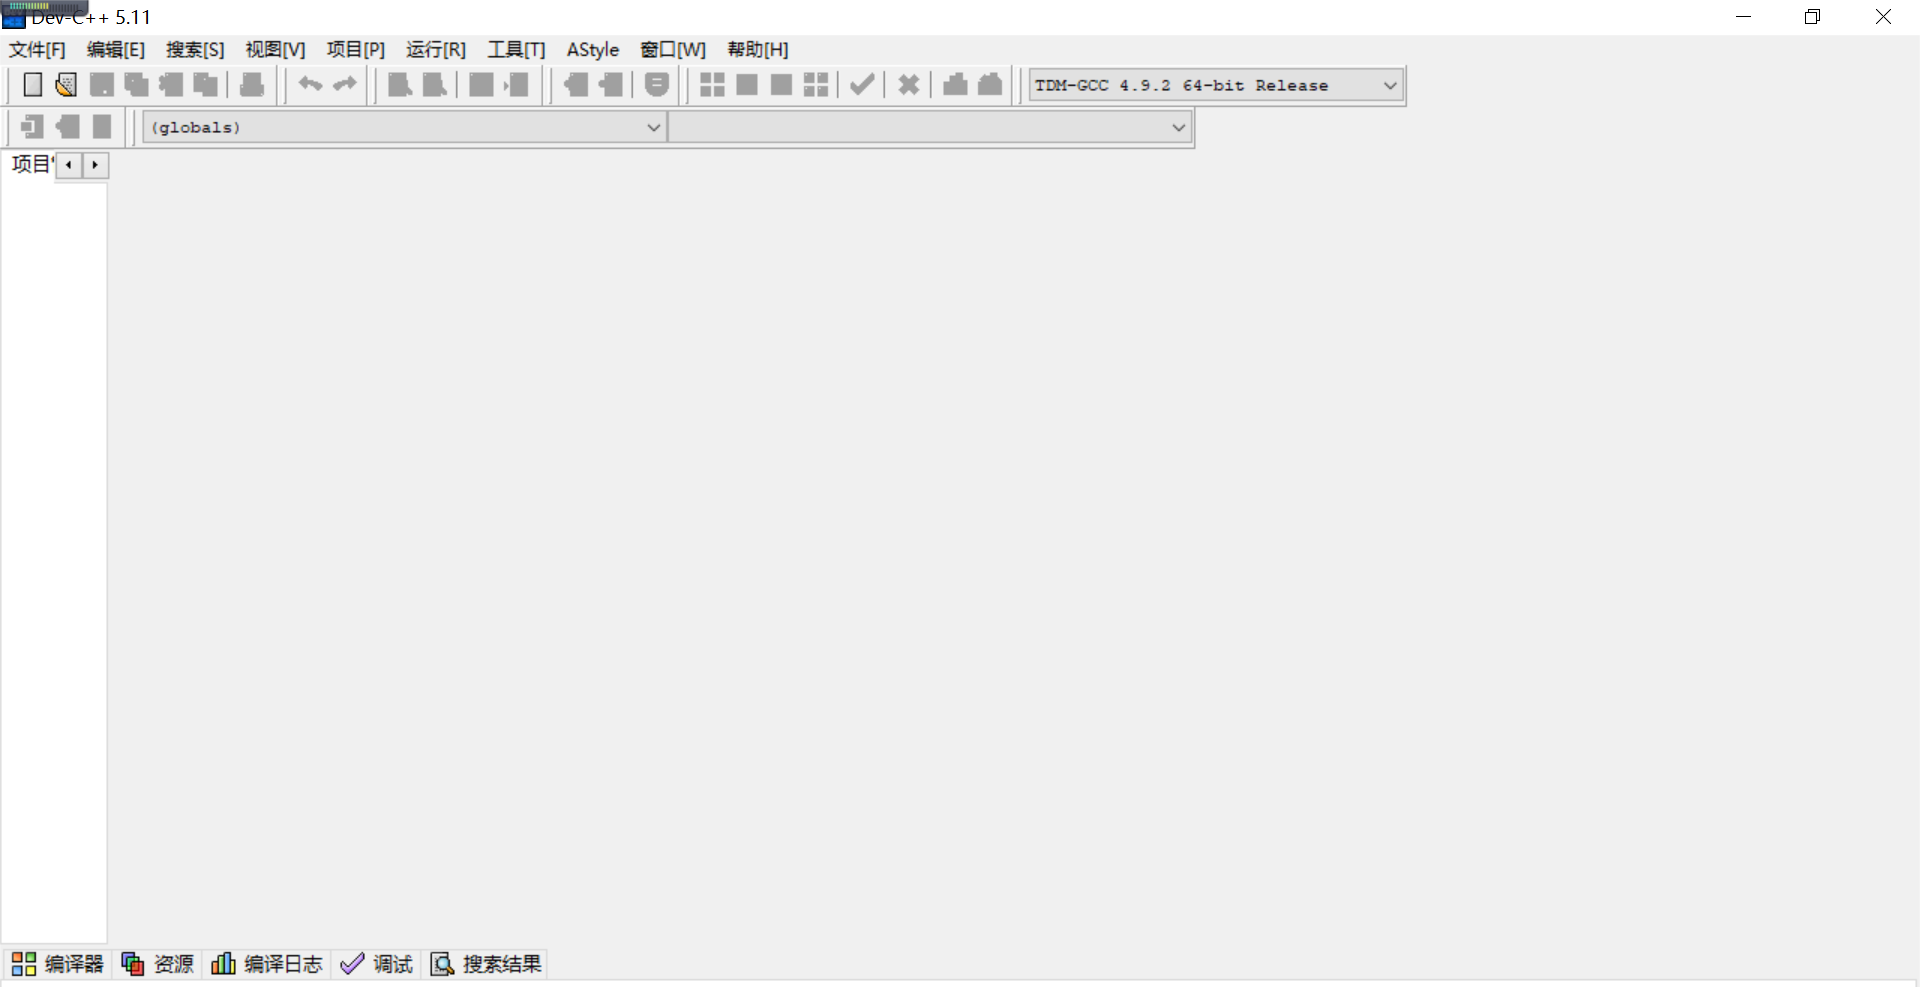 Dev-C++ 5.11
文件[F] 编辑[E] 搜索[S] 视图[V] 项目[P] 运行[R] 工具[T] AStyle 窗口[W] 帮助[H]
TDM-GCC 4.9.2 64-bit Release
(globals)
项目
编译器 资源 编译日志 调试 搜索结果